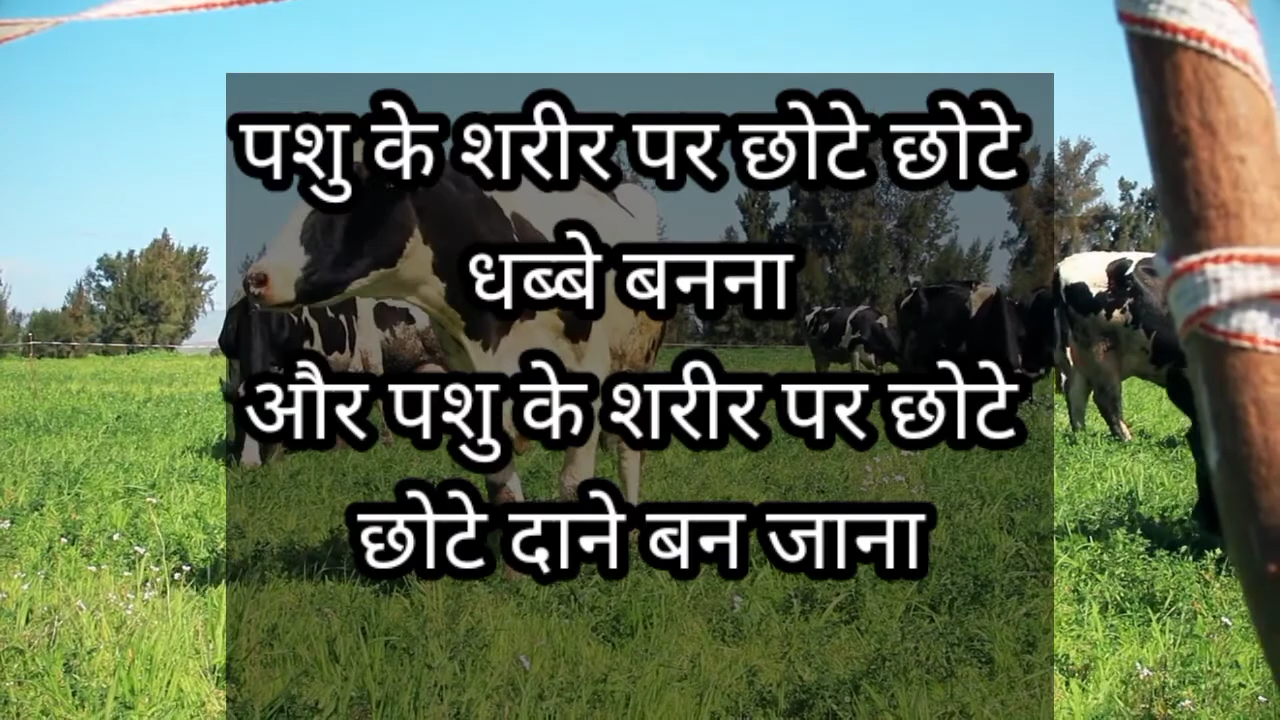 पशु के शरीर पर छोटे छोटे
धब्बे बनना
और पशु के शरीर पर छोटे
छोटे दाने बन जाना